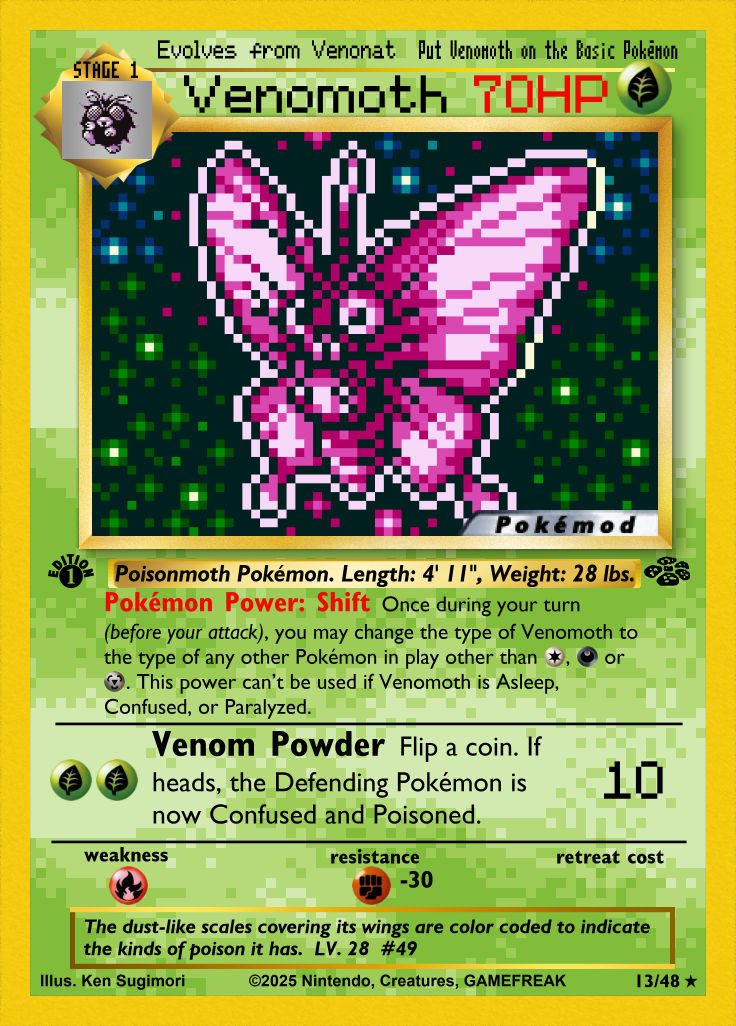 Evolves from Venonat Put Venomoth on the Basic Pokémon
STAGE 1
Venomoth 70HP
Pokémod
EDITION 1
Poisonmoth Pokémon. Length: 4' 11", Weight: 28 lbs.
Pokémon Power: Shift Once during your turn
(before your attack), you may change the type of Venomoth to
the type of any other Pokémon in play other than , or
. This power can't be used if Venomoth is Asleep,
Confused, or Paralyzed.
Venom Powder Flip a coin. If
heads, the Defending Pokémon is
now Confused and Poisoned.
10
weakness resistance retreat cost
-30
The dust-like scales covering its wings are color coded to indicate
the kinds of poison it has. LV. 28 #49
Illus. Ken Sugimori ©2025 Nintendo, Creatures, GAMEFREAK 13/48 ★